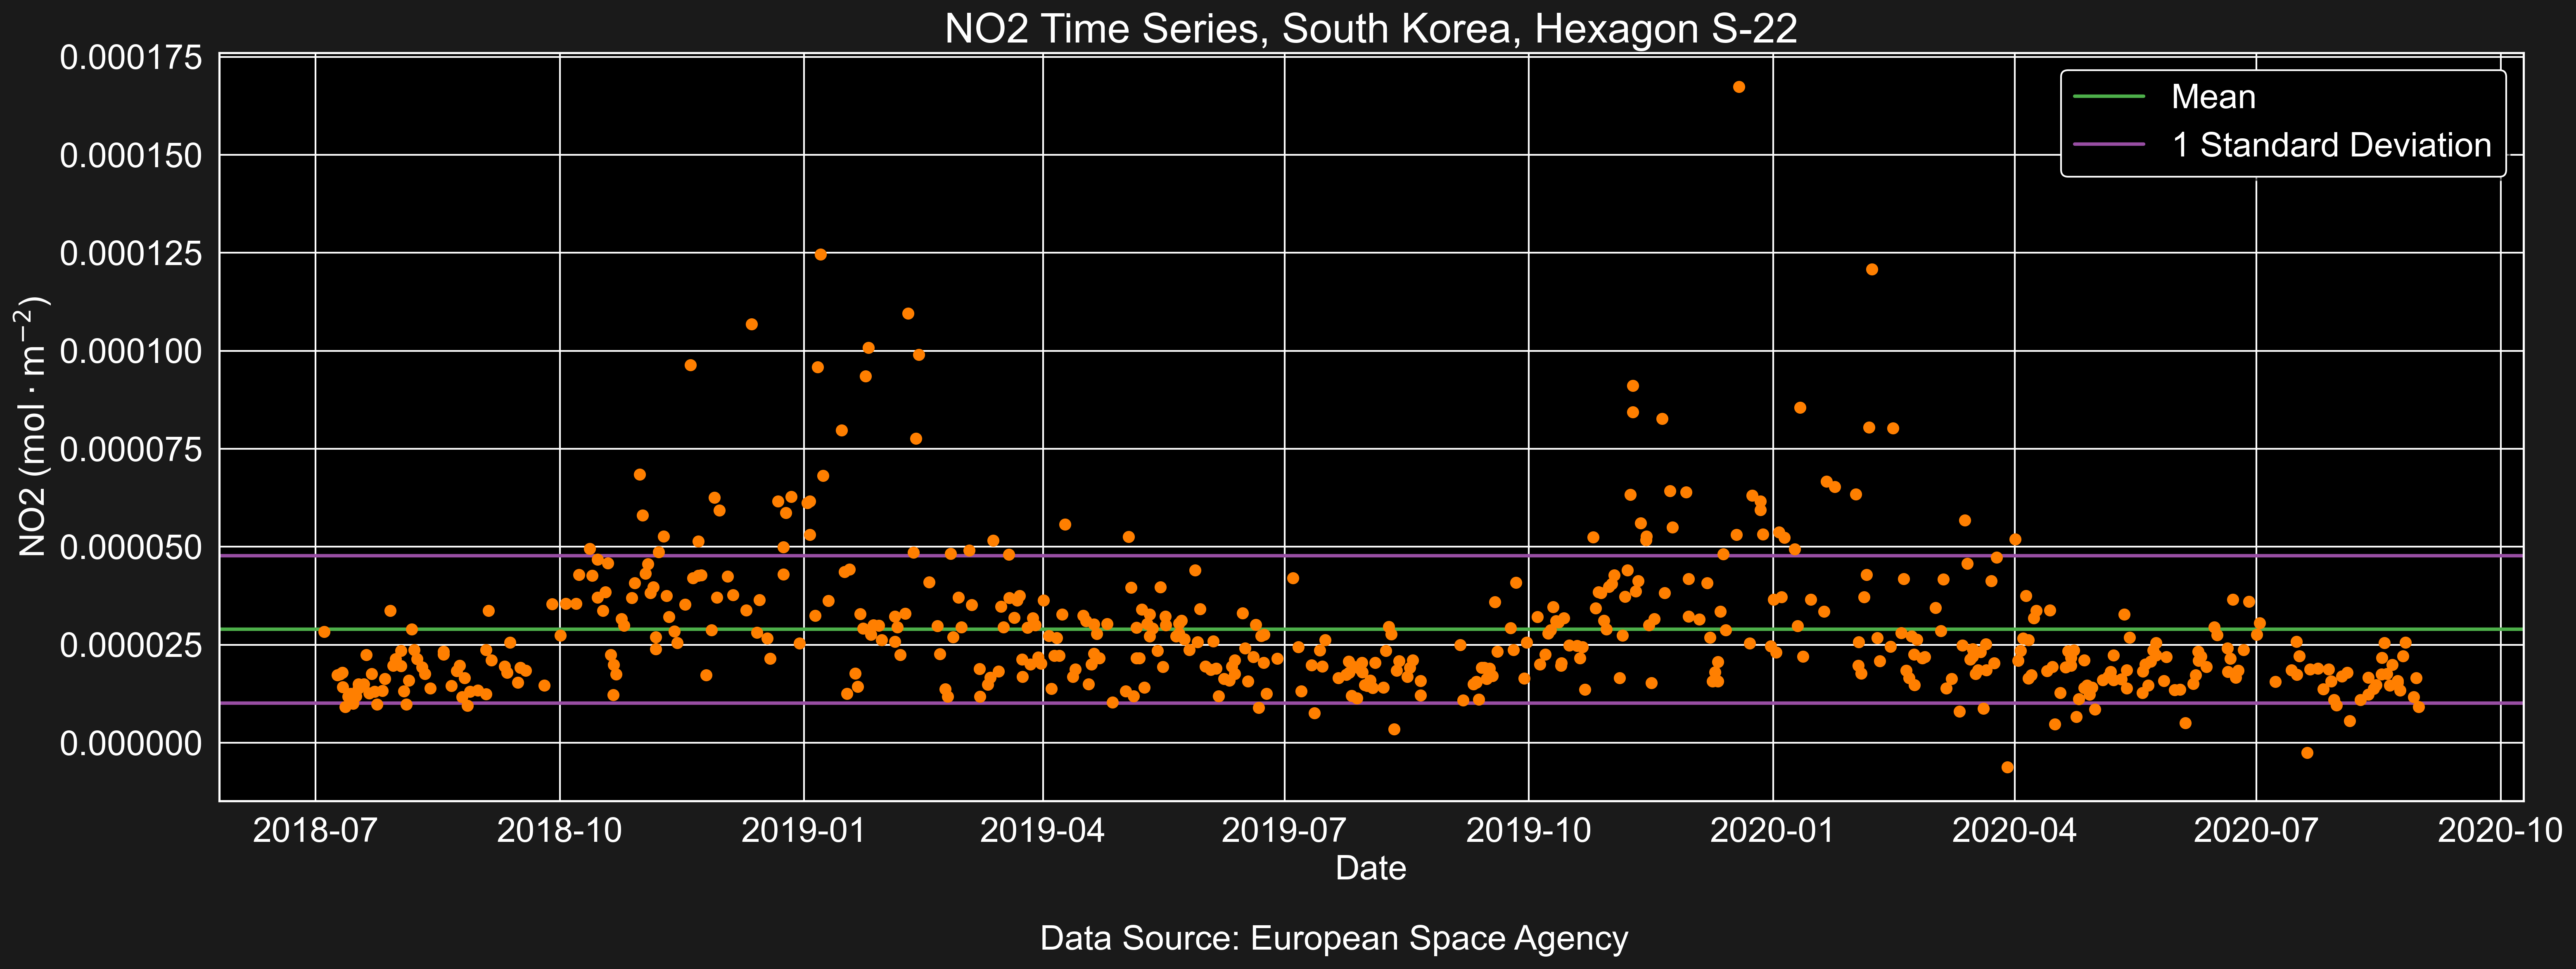 NO2 Time Series, South Korea, Hexagon S-22
0.000175
0.000150
0.000125
0.000100
0.000075
0.000050
0.000025
0.000000
NO2 (mol · m⁻²)
Mean
1 Standard Deviation
2018-07 2018-10 2019-01 2019-04 2019-07 2019-10 2020-01 2020-04 2020-07 2020-10
Date
Data Source: European Space Agency